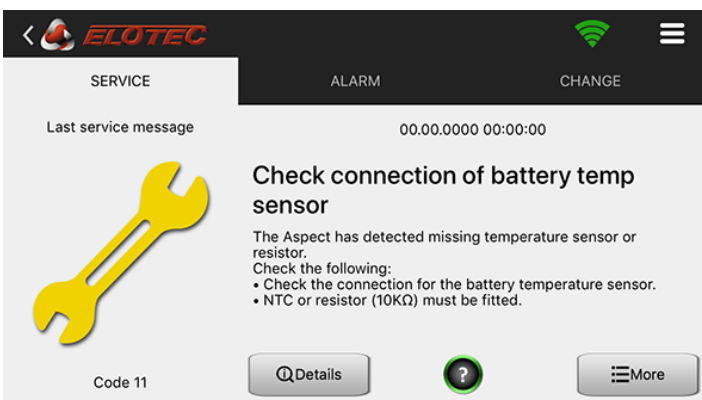 ELOTEC
SERVICE
ALARM
CHANGE
Last service message
00.00.0000 00:00:00
Check connection of battery temp
sensor
The Aspect has detected missing temperature sensor or
resistor.
Check the following:
• Check the connection for the battery temperature sensor.
• NTC or resistor (10KΩ) must be fitted.
Code 11
Details
?
More